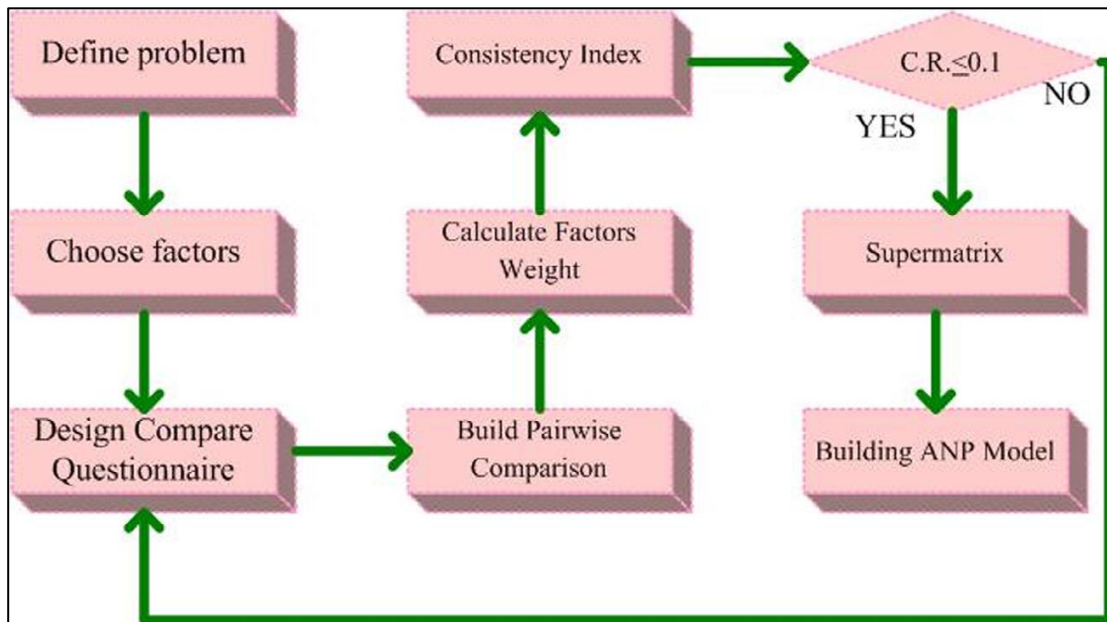 Define problem
Choose factors
Design Compare
Questionnaire
Build Pairwise
Comparison
Calculate Factors
Weight
Consistency Index
C.R.≤0.1
YES
NO
Supermatrix
Building ANP Model